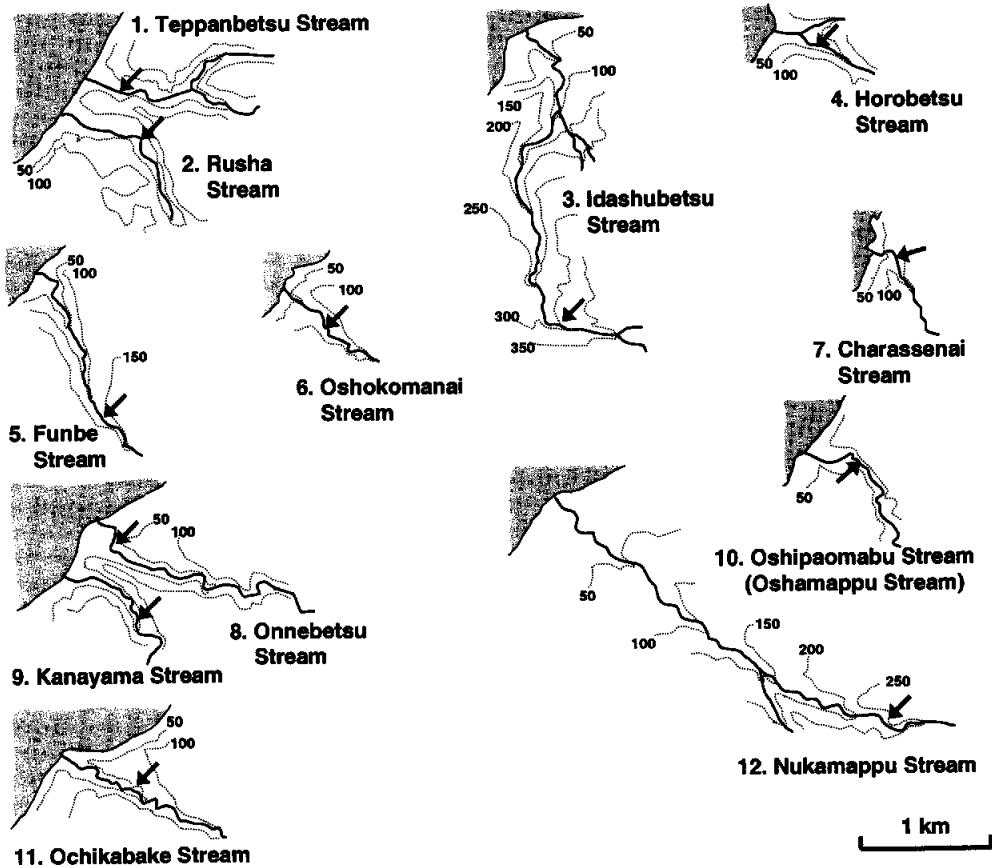 1. Teppanbetsu Stream
2. Rusha
Stream
50
100
50
100
150
200
250
300
350
3. Idashubetsu
Stream
50
100
4. Horobetsu
Stream
50
100
150
5. Funbe
Stream
50
100
6. Oshokomanai
Stream
50 100
7. Charassenai
Stream
50
100
8. Onnebetsu
Stream
9. Kanayama Stream
50
10. Oshipaomabu Stream
(Oshamappu Stream)
50
100
11. Ochikabake Stream
50
100
150
200
250
12. Nukamappu Stream
1 km